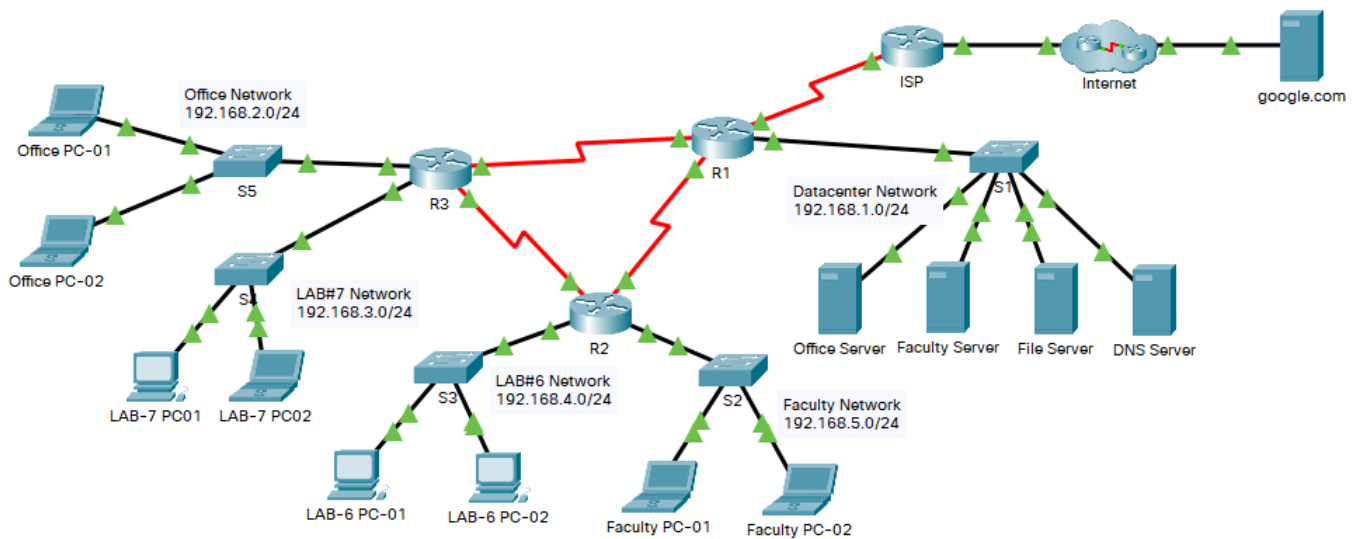 ISP
Internet
google.com
Office Network
192.168.2.0/24
Office PC-01
S5
R3
R1
Datacenter Network
192.168.1.0/24
S1
Office PC-02
S4
LAB#7 Network
192.168.3.0/24
R2
Office Server
Faculty Server
File Server
DNS Server
LAB-7 PC01
LAB-7 PC02
S3
LAB#6 Network
192.168.4.0/24
S2
Faculty Network
192.168.5.0/24
LAB-6 PC-01
LAB-6 PC-02
Faculty PC-01
Faculty PC-02